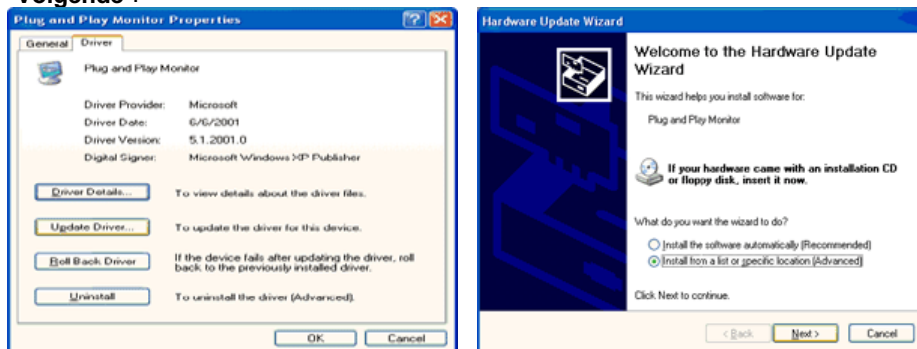 Plug and Play Monitor Properties
General
Driver
Plug and Play Monitor
Driver Provider: Microsoft
Driver Date: 6/6/2001
Driver Version: 5.1.2001.0
Digital Signer: Microsoft Windows XP Publisher
Driver Details... To view details about the driver files.
Update Driver... To update the driver for this device.
Roll Back Driver If the device fails after updating the driver, roll
back to the previously installed driver.
Uninstall To uninstall the driver (Advanced).
OK Cancel
Hardware Update Wizard
Welcome to the Hardware Update
Wizard
This wizard helps you install software for:
Plug and Play Monitor
If your hardware came with an installation CD
or floppy disk, insert it now.
What do you want the wizard to do?
Install the software automatically (Recommended)
Install from a list or specific location (Advanced)
Click Next to continue.
< Back Next > Cancel